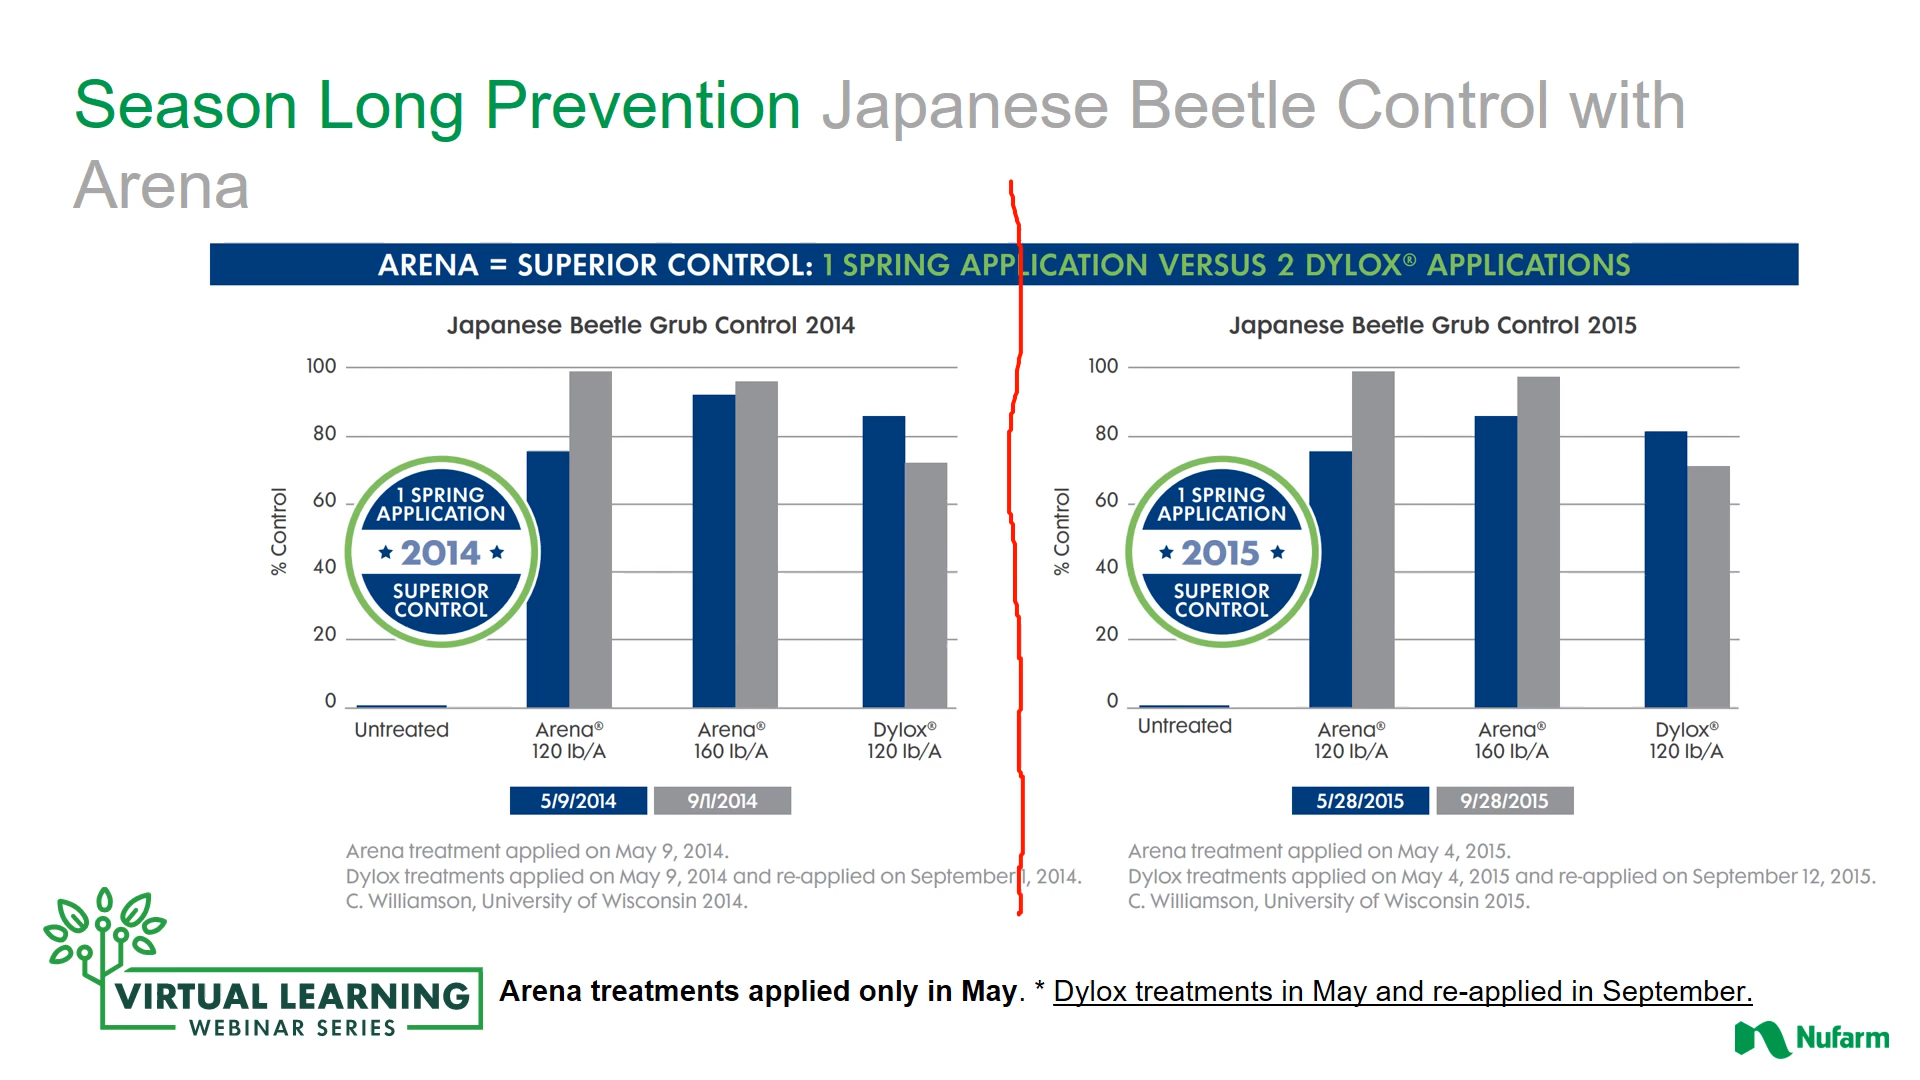 Season Long Prevention Japanese Beetle Control with
Arena
ARENA = SUPERIOR CONTROL: 1 SPRING APPLICATION VERSUS 2 DYLOX® APPLICATIONS
Japanese Beetle Grub Control 2014
100
80
60
40
20
0
% Control
1 SPRING
APPLICATION
2014
SUPERIOR
CONTROL
Untreated
Arena®
120 lb/A
Arena®
160 lb/A
Dylox®
120 lb/A
5/9/2014
9/1/2014
Arena treatment applied on May 9, 2014.
Dylox treatments applied on May 9, 2014 and re-applied on September 1, 2014.
C. Williamson, University of Wisconsin 2014.
Japanese Beetle Grub Control 2015
100
80
60
40
20
0
% Control
1 SPRING
APPLICATION
2015
SUPERIOR
CONTROL
Untreated
Arena®
120 lb/A
Arena®
160 lb/A
Dylox®
120 lb/A
5/28/2015
9/28/2015
Arena treatment applied on May 4, 2015.
Dylox treatments applied on May 4, 2015 and re-applied on September 12, 2015.
C. Williamson, University of Wisconsin 2015.
VIRTUAL LEARNING
WEBINAR SERIES
Arena treatments applied only in May. * Dylox treatments in May and re-applied in September.
Nufarm